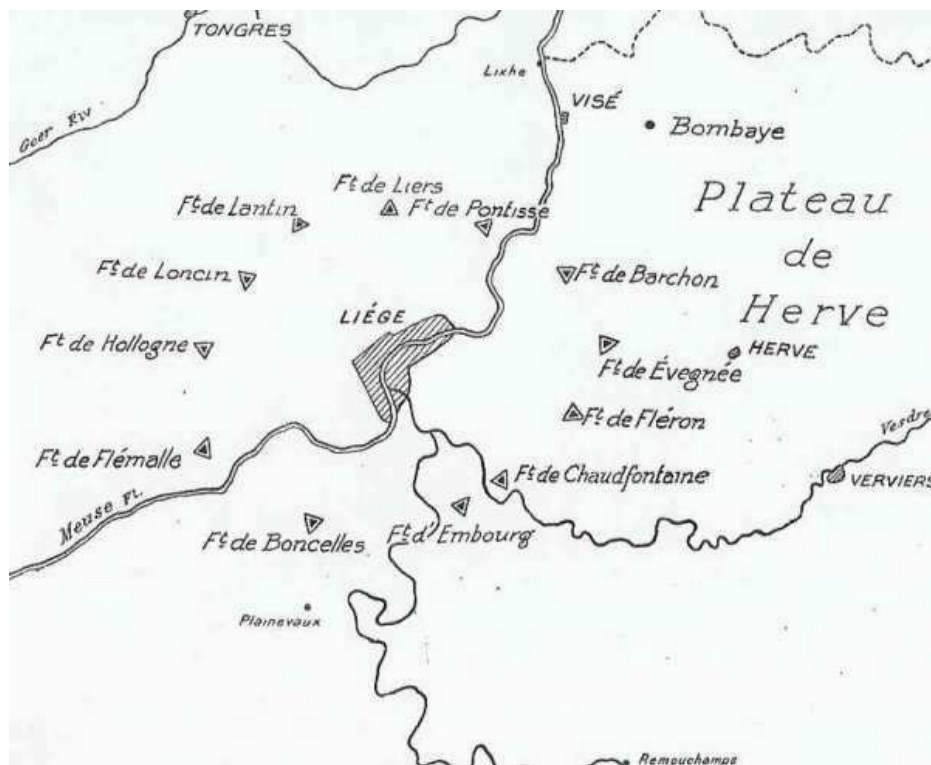 TONGRES
Lixhe
VISÉ
Geer Riv
Bombaye
Ft de Liers
Ft de Lantin
Ft de Pontisse
Plateau
de
Herve
Ft de Loncin
Ft de Barchon
LIÉGE
Ft de Hollogne
HERVE
Ft de Évegnée
Ft de Fléron
Vesdre
Ft de Flémalle
Ft de Chaudfontaine
VERVIERS
Meuse Fl.
Ft de Boncelles
Ft d'Embourg
Plainevaux
Remouchamps